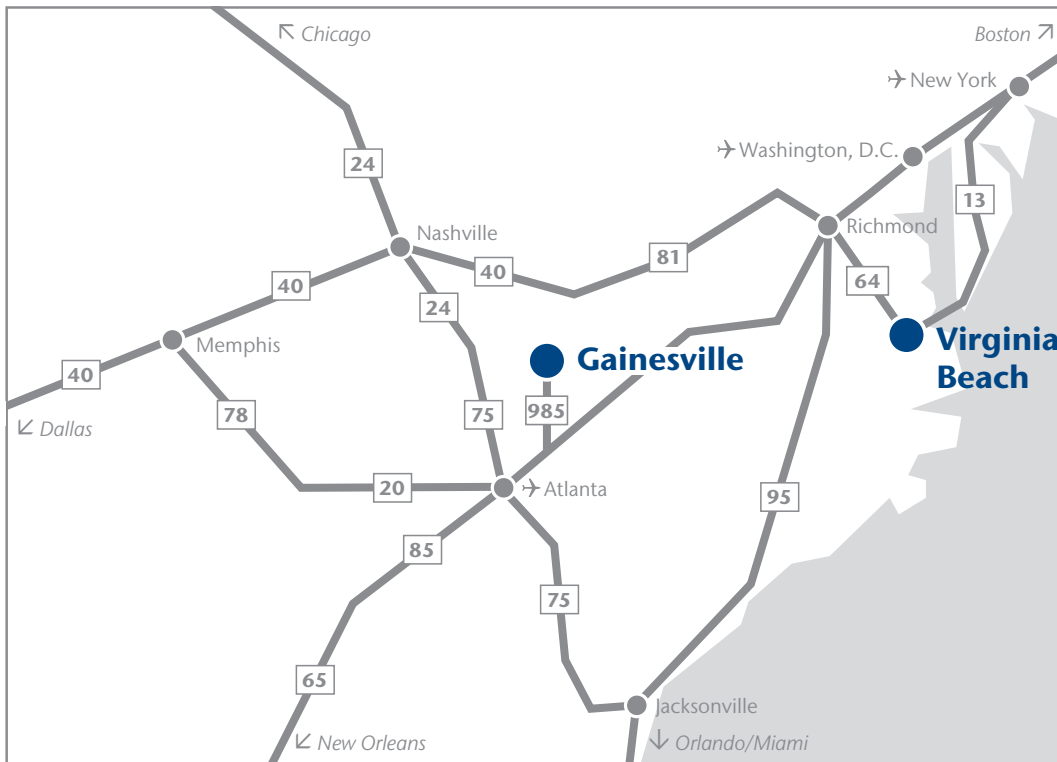 Chicago
Boston
New York
24
Washington, D.C.
13
Nashville
Richmond
40
40
81
64
24
Memphis
Gainesville
Virginia
Beach
40
78
75
985
Dallas
20
Atlanta
95
85
75
65
Jacksonville
New Orleans
Orlando/Miami